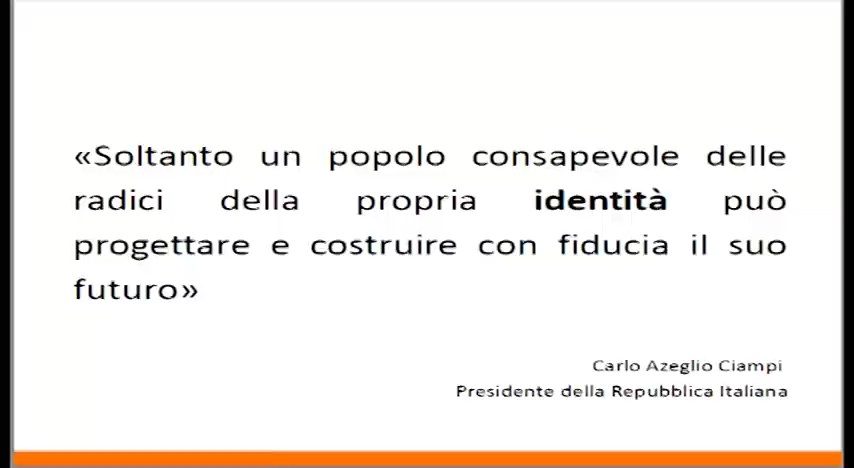 «Soltanto un popolo consapevole delle
radici della propria identità può
progettare e costruire con fiducia il suo
futuro»
Carlo Azeglio Ciampi
Presidente della Repubblica Italiana